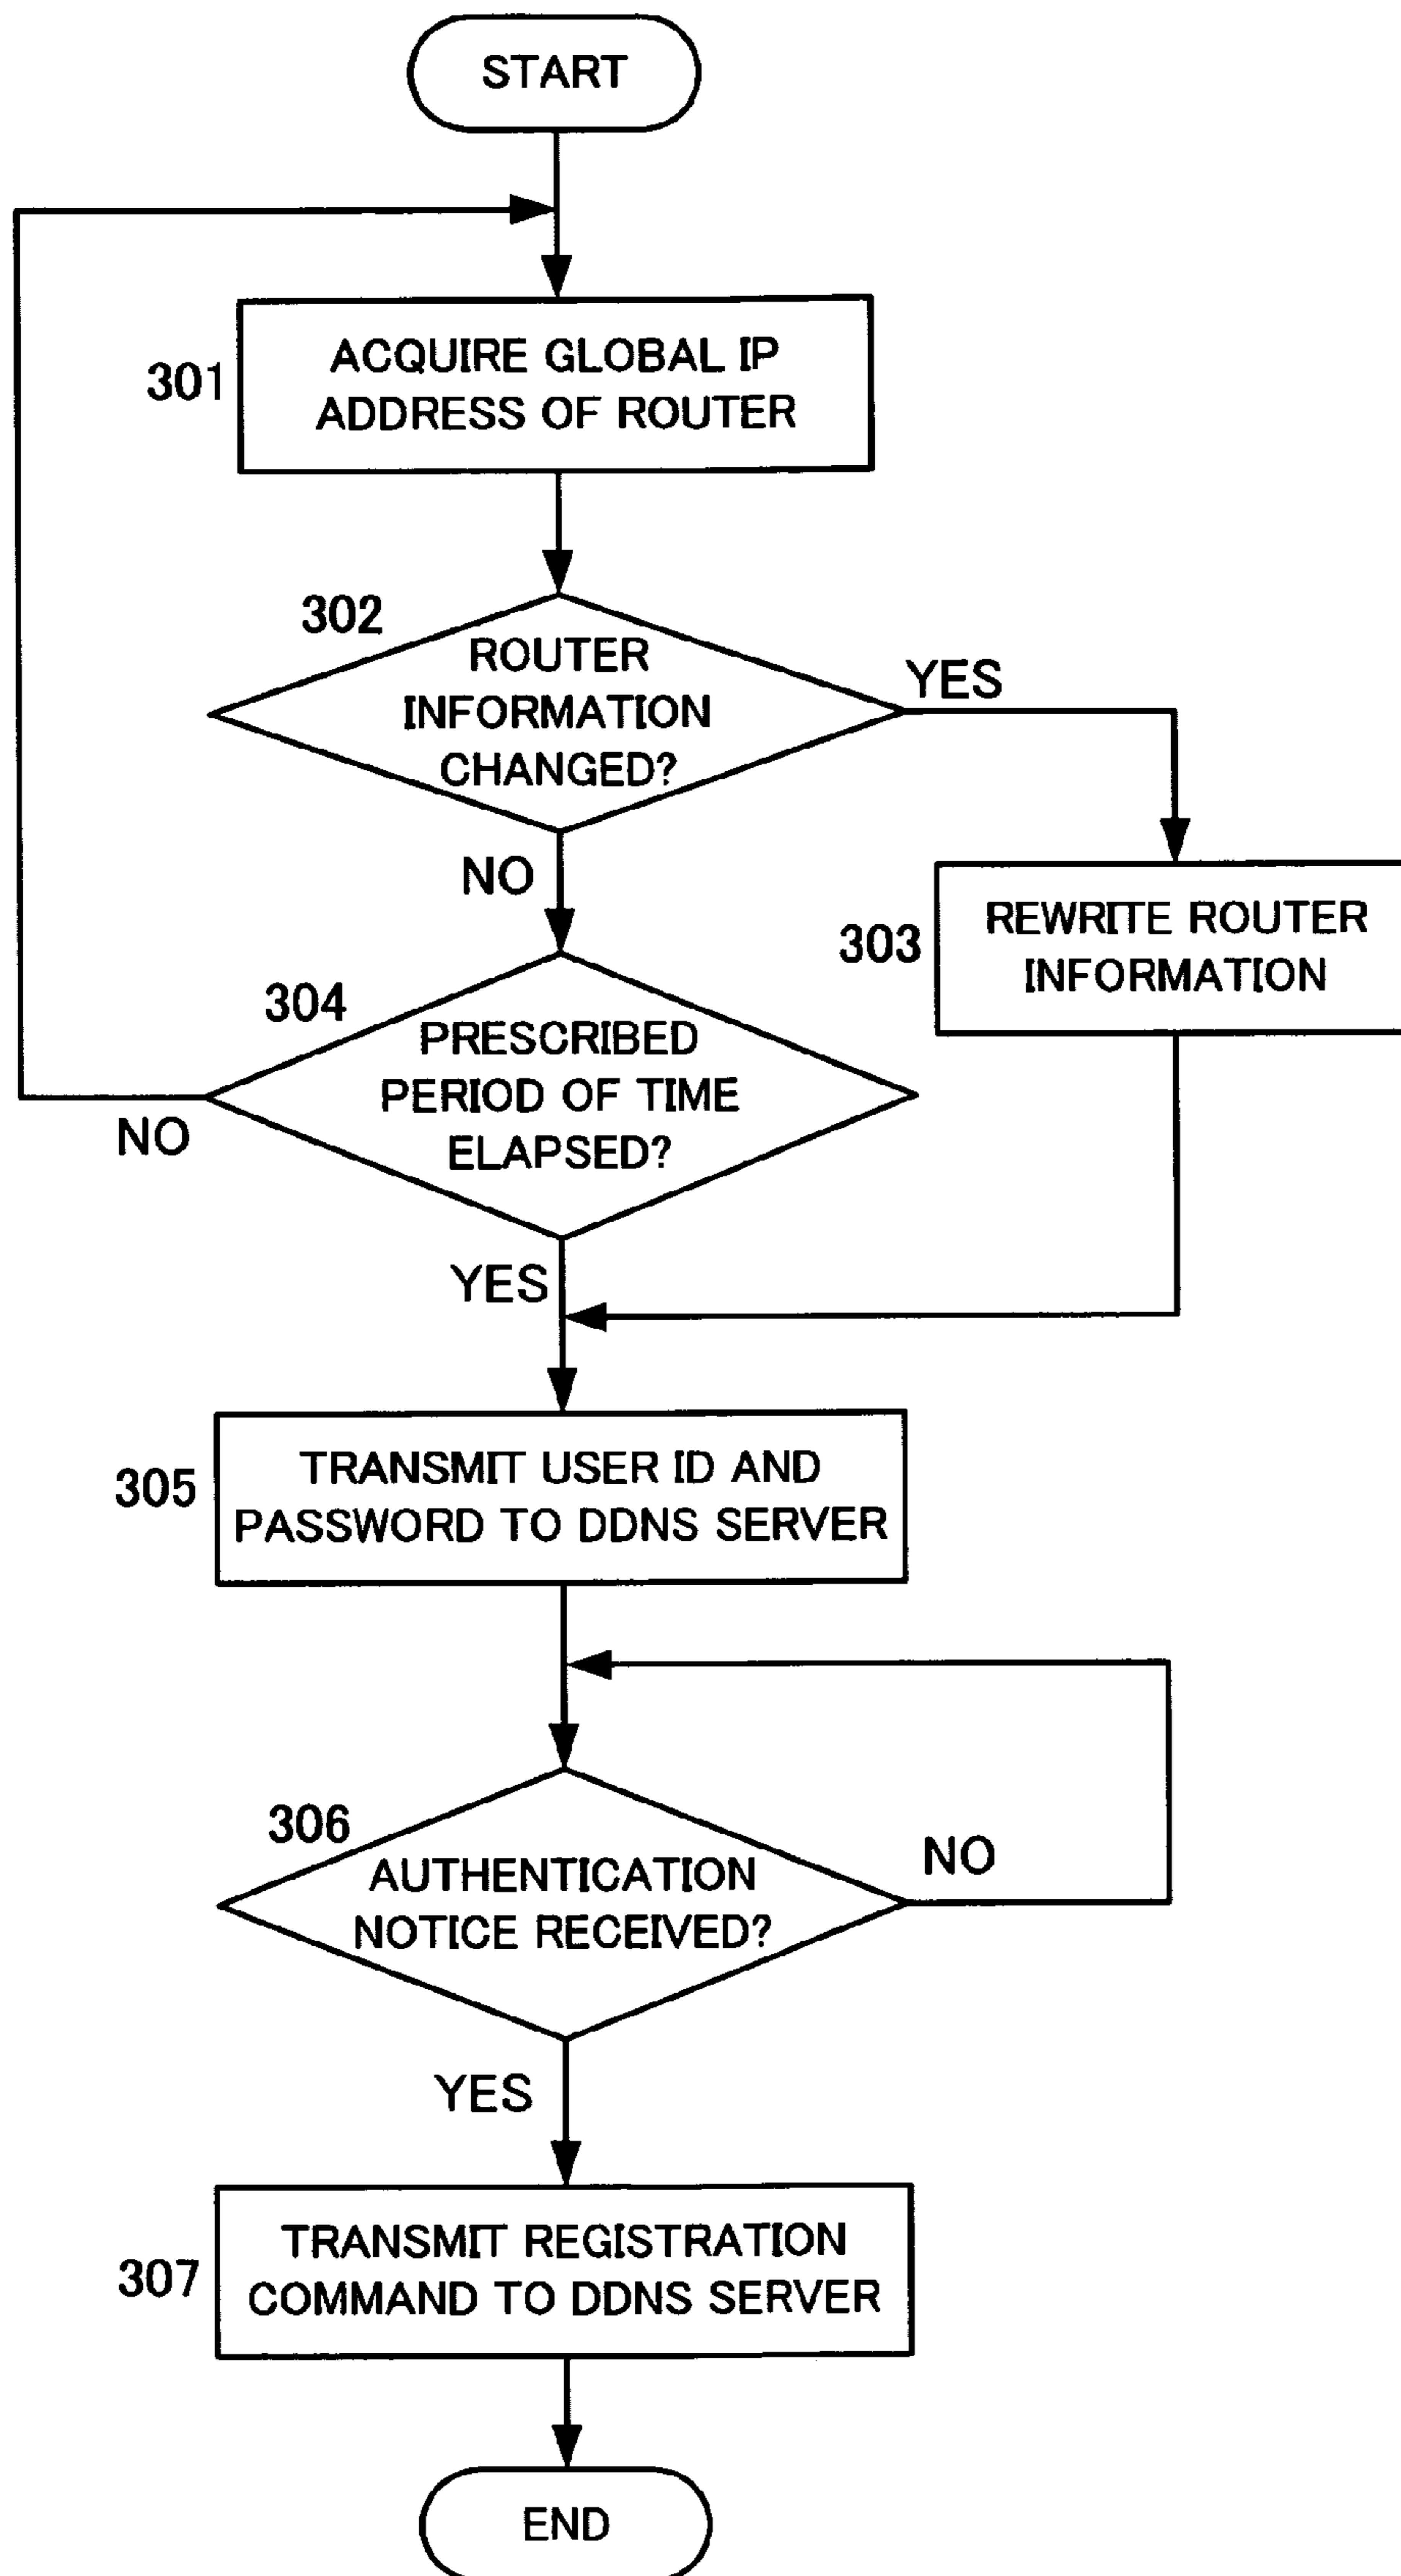 START
301
ACQUIRE GLOBAL IP
ADDRESS OF ROUTER
302
ROUTER
INFORMATION
CHANGED?
YES
NO
303
REWRITE ROUTER
INFORMATION
304
PRESCRIBED
PERIOD OF TIME
ELAPSED?
NO
YES
305
TRANSMIT USER ID AND
PASSWORD TO DDNS SERVER
306
AUTHENTICATION
NOTICE RECEIVED?
NO
YES
307
TRANSMIT REGISTRATION
COMMAND TO DDNS SERVER
END